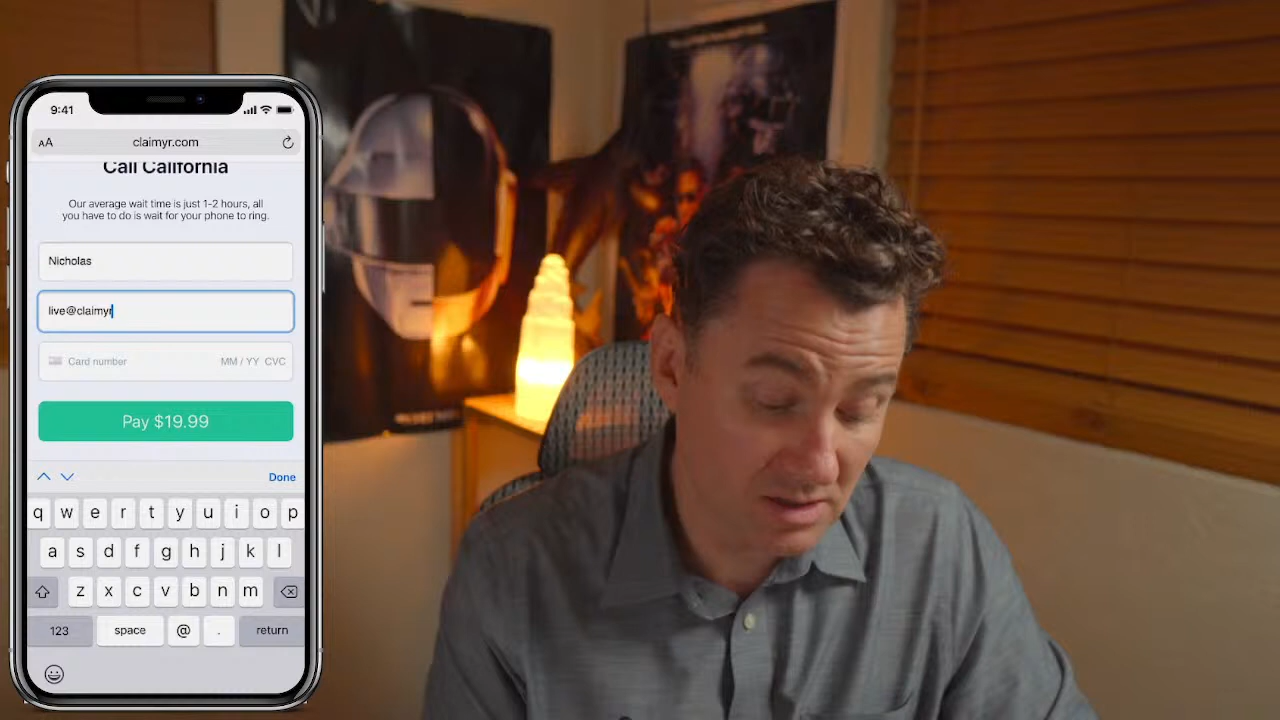 9:41
AA
claimyr.com
Call California
Our average wait time is just 1-2 hours, all
you have to do is wait for your phone to ring.
Nicholas
live@claimyr
Card number MM / YY CVC
Pay $19.99
Done
q w e r t y u i o p
a s d f g h j k l
z x c v b n m
123 space @ . return